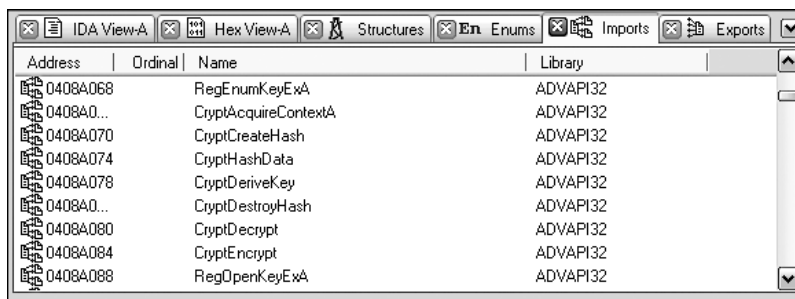 IDA View-A Hex View-A Structures En Enums Imports Exports
Address Ordinal Name Library
0408A068 RegEnumKeyExA ADVAPI32
0408A0... CryptAcquireContextA ADVAPI32
0408A070 CryptCreateHash ADVAPI32
0408A074 CryptHashData ADVAPI32
0408A078 CryptDeriveKey ADVAPI32
0408A0... CryptDestroyHash ADVAPI32
0408A080 CryptDecrypt ADVAPI32
0408A084 CryptEncrypt ADVAPI32
0408A088 RegOpenKeyExA ADVAPI32